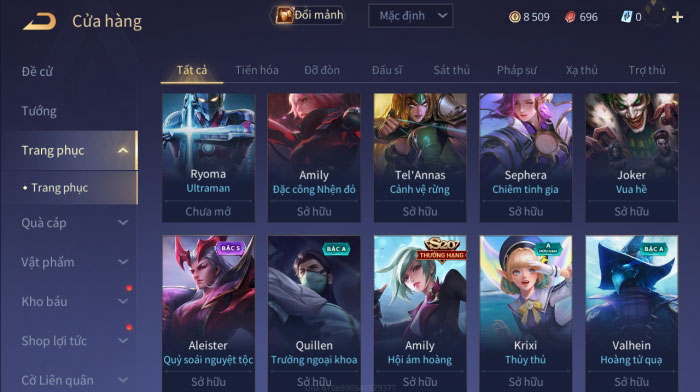 Cửa hàng
Đổi mảnh
Mặc định
8 509
696
0
Đề cử
Tướng
Trang phục
Trang phục
Quà cáp
Vật phẩm
Kho báu
Shop lợi tức
Cờ Liên quân
Tất cả Tiến hóa Đỡ đòn Đấu sĩ Sát thủ Pháp sư Xạ thủ Trợ thủ
Ryoma
Ultraman
Chưa mở
Amily
Đặc công Nhện đỏ
Sở hữu
Tel'Annas
Cảnh vệ rừng
Sở hữu
Sephera
Chiêm tinh gia
Sở hữu
Joker
Vua hề
Sở hữu
BẬC S
Aleister
Quỷ soái nguyệt tộc
Sở hữu
BẬC A
Quillen
Trưởng ngoại khoa
Sở hữu
S20
THƯỞNG HẠNG
Amily
Hội ám hoàng
Sở hữu
A
HỮU HẠN
Krixi
Thủy thủ
Sở hữu
BẬC A
Valhein
Hoàng tử quạ
Sở hữu